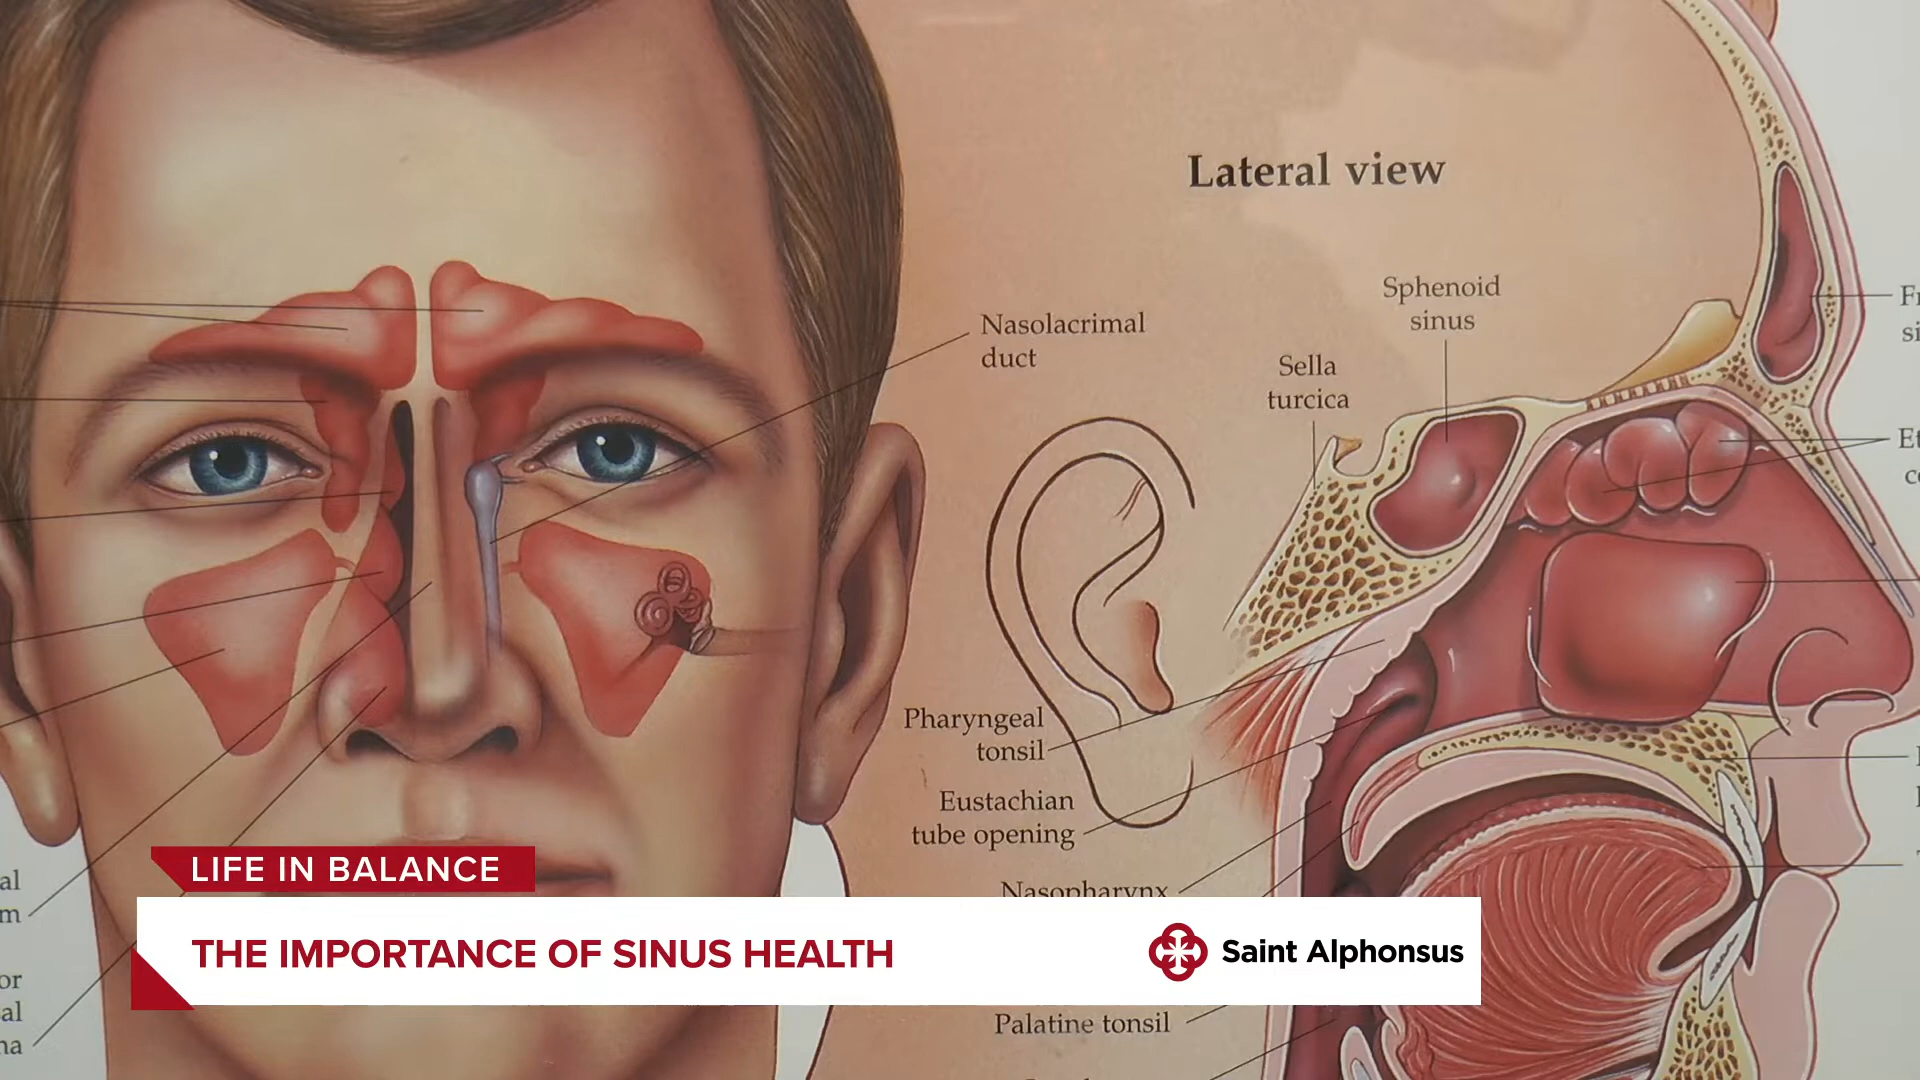 Lateral view
Sphenoid
sinus
Sella
turcica
Nasolacrimal
duct
Pharyngeal
tonsil
Eustachian
tube opening
Nasopharynx
Palatine tonsil
LIFE IN BALANCE
THE IMPORTANCE OF SINUS HEALTH
Saint Alphonsus